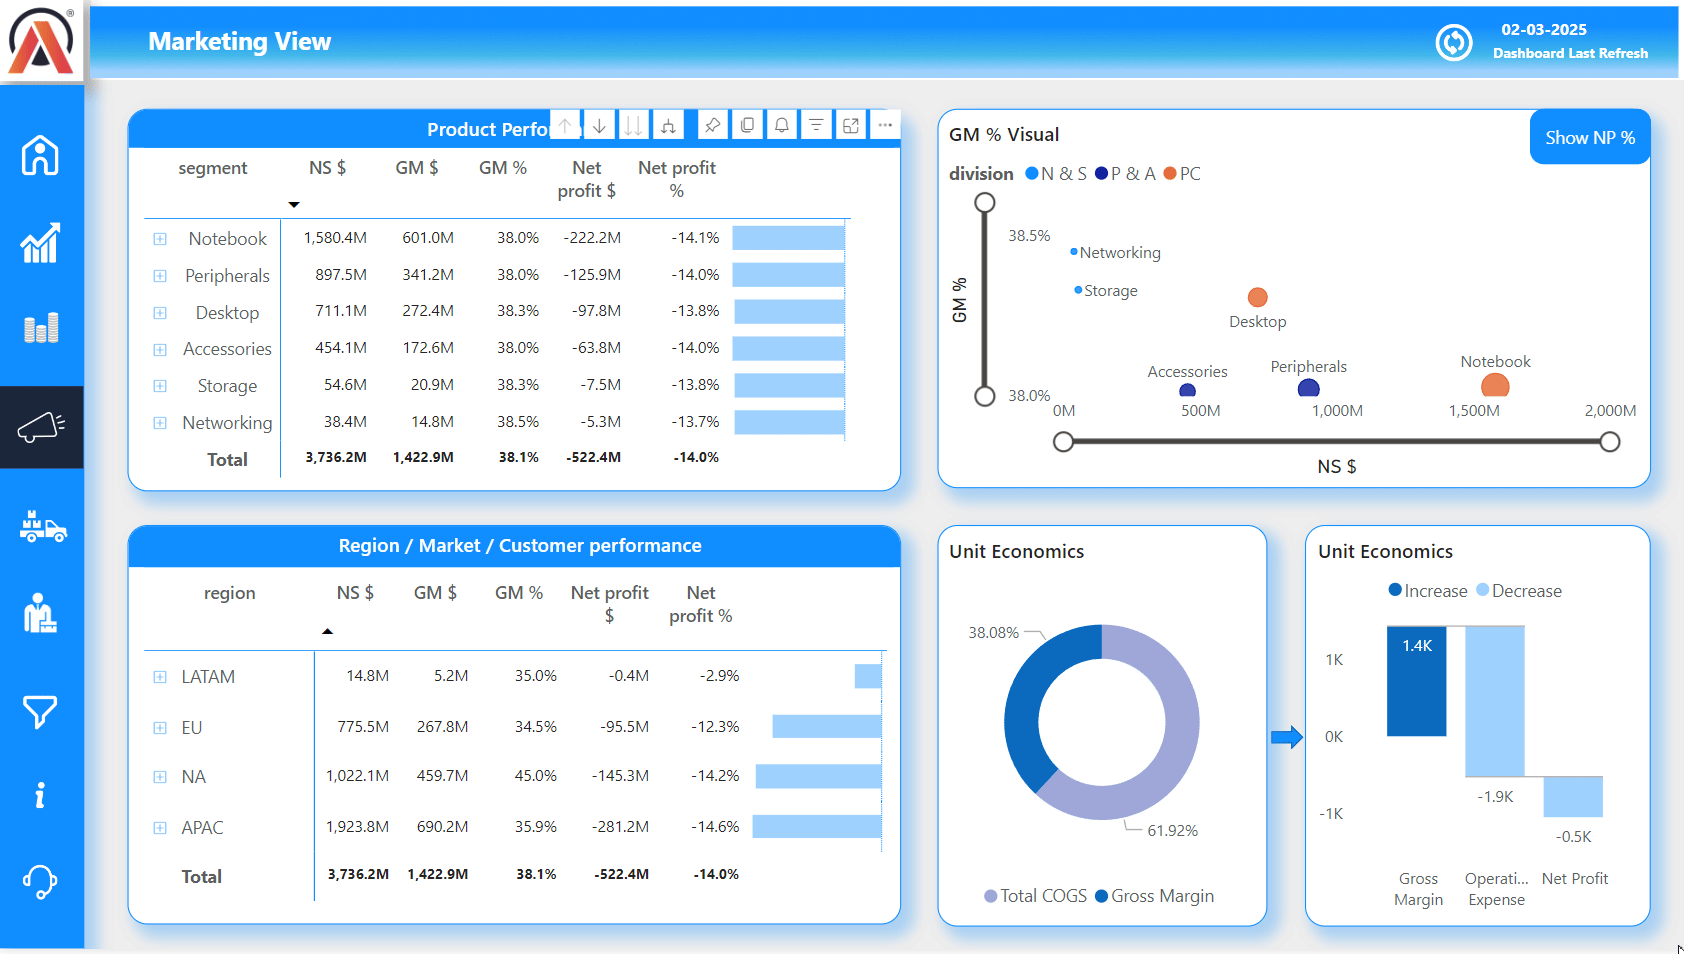 Marketing View
02-03-2025
Dashboard Last Refresh
®
Product Perfo
segment NS $ GM $ GM % Net profit $ Net profit %
Notebook 1,580.4M 601.0M 38.0% -222.2M -14.1%
Peripherals 897.5M 341.2M 38.0% -125.9M -14.0%
Desktop 711.1M 272.4M 38.3% -97.8M -13.8%
Accessories 454.1M 172.6M 38.0% -63.8M -14.0%
Storage 54.6M 20.9M 38.3% -7.5M -13.8%
Networking 38.4M 14.8M 38.5% -5.3M -13.7%
Total 3,736.2M 1,422.9M 38.1% -522.4M -14.0%
GM % Visual
Show NP %
division N & S P & A PC
38.5%
Networking
Storage
GM %
Desktop
Notebook
Peripherals
Accessories
38.0%
0M 500M 1,000M 1,500M 2,000M
NS $
Region / Market / Customer performance
region NS $ GM $ GM % Net profit $ Net profit %
LATAM 14.8M 5.2M 35.0% -0.4M -2.9%
EU 775.5M 267.8M 34.5% -95.5M -12.3%
NA 1,022.1M 459.7M 45.0% -145.3M -14.2%
APAC 1,923.8M 690.2M 35.9% -281.2M -14.6%
Total 3,736.2M 1,422.9M 38.1% -522.4M -14.0%
Unit Economics
38.08%
61.92%
Total COGS Gross Margin
Unit Economics
Increase Decrease
1.4K
1K
0K
-1.9K
-1K
-0.5K
Gross Margin
Operati... Expense
Net Profit